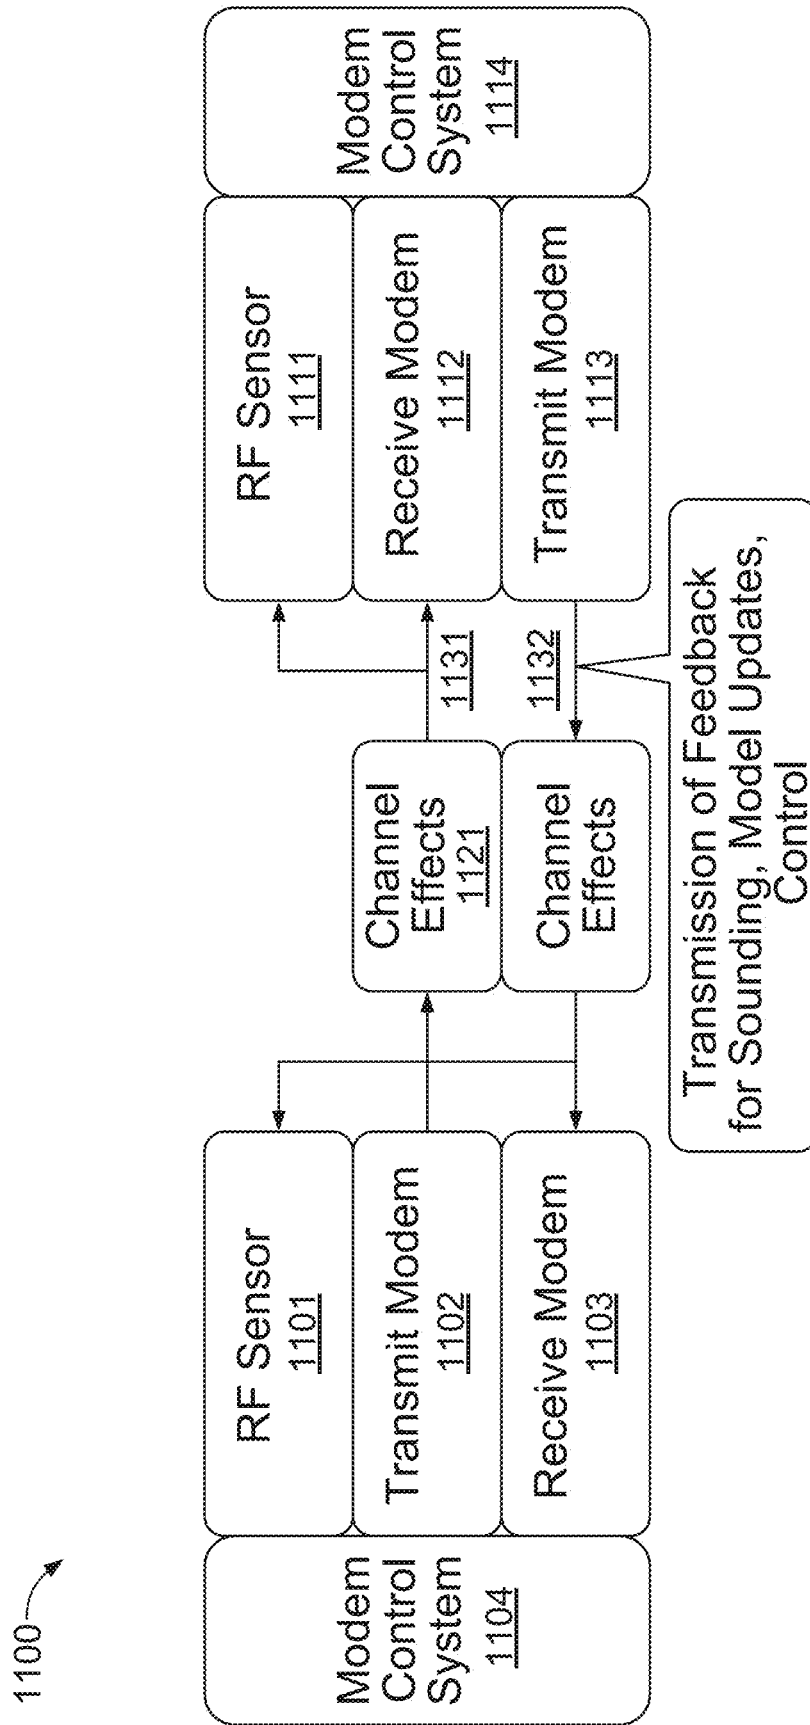 1100
Modem
Control
System
1104
RF Sensor
1101
Transmit Modem
1102
Receive Modem
1103
Channel
Effects
1121
Channel
Effects
1131
1132
RF Sensor
1111
Receive Modem
1112
Transmit Modem
1113
Modem
Control
System
1114
Transmission of Feedback
for Sounding, Model Updates,
Control